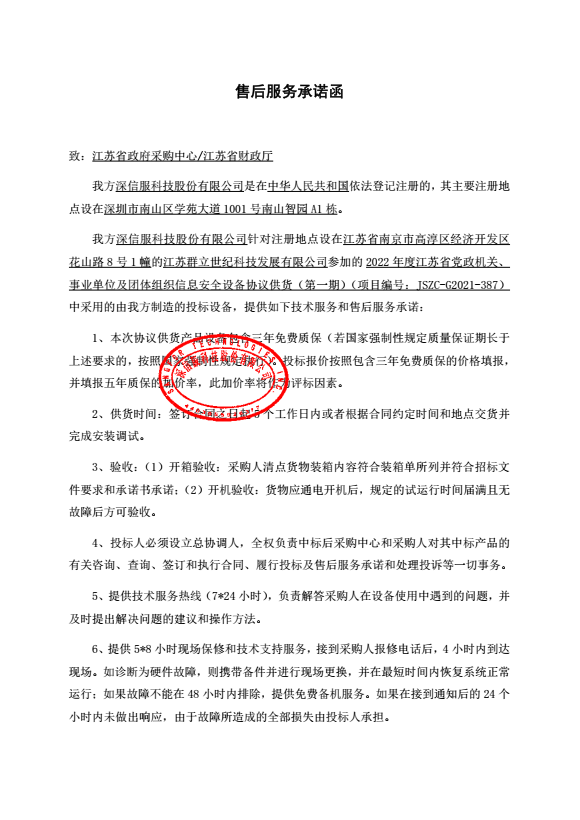 售后服务承诺函
致：江苏省政府采购中心/江苏省财政厅
我方深信服科技股份有限公司是在中华人民共和国依法登记注册的，其主要注册地
点设在深圳市南山区学苑大道 1001 号南山智园 A1 栋。
我方深信服科技股份有限公司针对注册地点设在江苏省南京市高淳区经济开发区
花山路 8 号 1 幢的江苏群立世纪科技发展有限公司参加的 2022 年度江苏省党政机关、
事业单位及团体组织信息安全设备协议供货（第一期）（项目编号：JSZC-G2021-387）
中采用的由我方制造的投标设备，提供如下技术服务和售后服务承诺：
1、本次协议供货产品设备包含三年免费质保（若国家强制性规定质量保证期长于
上述要求的，按照国家强制性规定执行）。投标报价按照包含三年免费质保的价格填报，
并填报五年质保的加价率，此加价率将作为评标因素。
2、供货时间：签订合同之日起 5 个工作日内或者根据合同约定时间和地点交货并
完成安装调试。
3、验收：（1）开箱验收：采购人清点货物装箱内容符合装箱单所列并符合招标文
件要求和承诺书承诺；（2）开机验收：货物应通电开机后，规定的试运行时间届满且无
故障后方可验收。
4、投标人必须设立总协调人，全权负责中标后采购中心和采购人对其中标产品的
有关咨询、查询、签订和执行合同、履行投标及售后服务承诺和处理投诉等一切事务。
5、提供技术服务热线（7*24 小时），负责解答采购人在设备使用中遇到的问题，并
及时提出解决问题的建议和操作方法。
6、提供 5*8 小时现场保修和技术支持服务，接到采购人报修电话后，4 小时内到达
现场。如诊断为硬件故障，则携带备件并进行现场更换，并在最短时间内恢复系统正常
运行；如果故障不能在 48 小时内排除，提供免费备机服务。如果在接到通知后的 24 个
小时内未做出响应，由于故障所造成的全部损失由投标人承担。
SANGFOR TECHNOLOGIES INC.
深信服科技股份有限公司